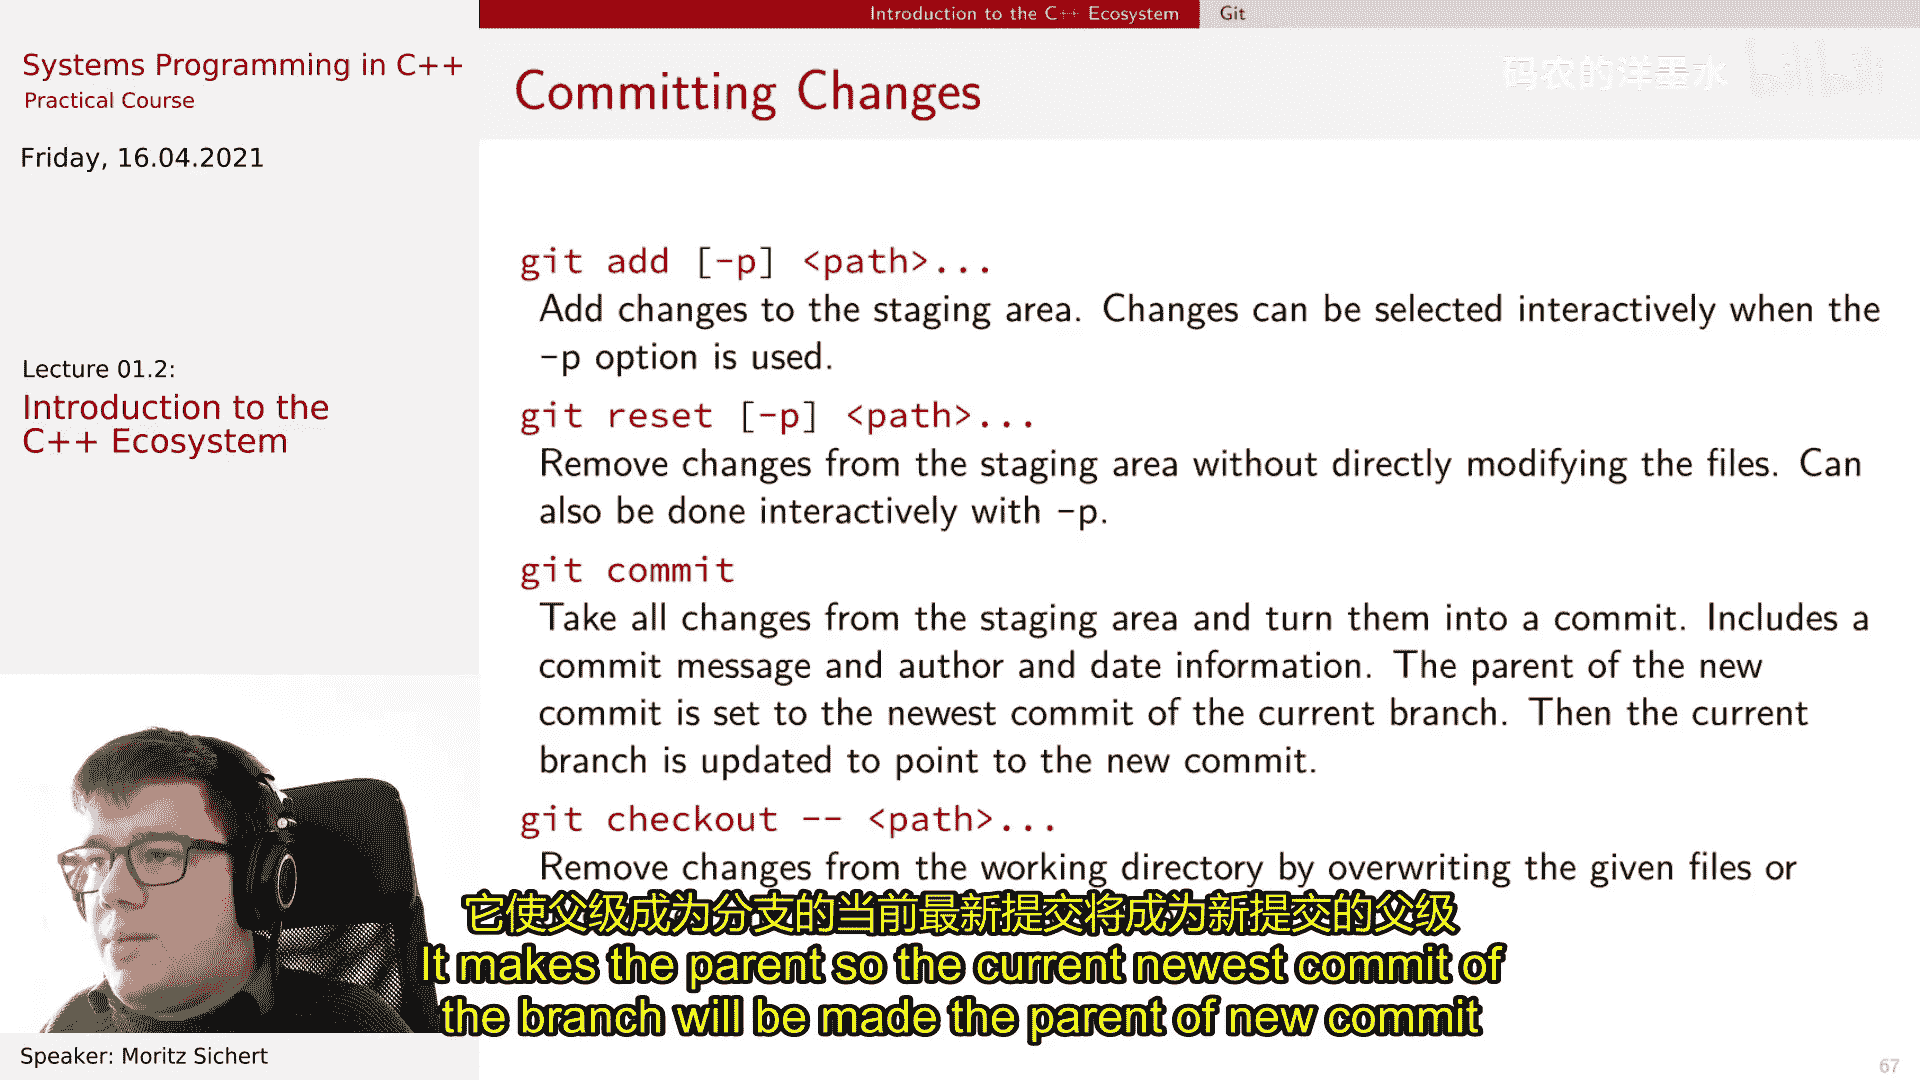 Introduction to the C++ Ecosystem
Git
Systems Programming in C++
Practical Course
Friday, 16.04.2021
Lecture 01.2:
Introduction to the
C++ Ecosystem
Committing Changes
码农的洋墨水 bilibili
git add [-p] <path>...
Add changes to the staging area. Changes can be selected interactively when the
-p option is used.
git reset [-p] <path>...
Remove changes from the staging area without directly modifying the files. Can
also be done interactively with -p.
git commit
Take all changes from the staging area and turn them into a commit. Includes a
commit message and author and date information. The parent of the new
commit is set to the newest commit of the current branch. Then the current
branch is updated to point to the new commit.
git checkout -- <path>...
Remove changes from the working directory by overwriting the given files or
它使父级成为分支的当前最新提交将成为新提交的父级
It makes the parent so the current newest commit of
the branch will be made the parent of new commit
Speaker: Moritz Sichert
67